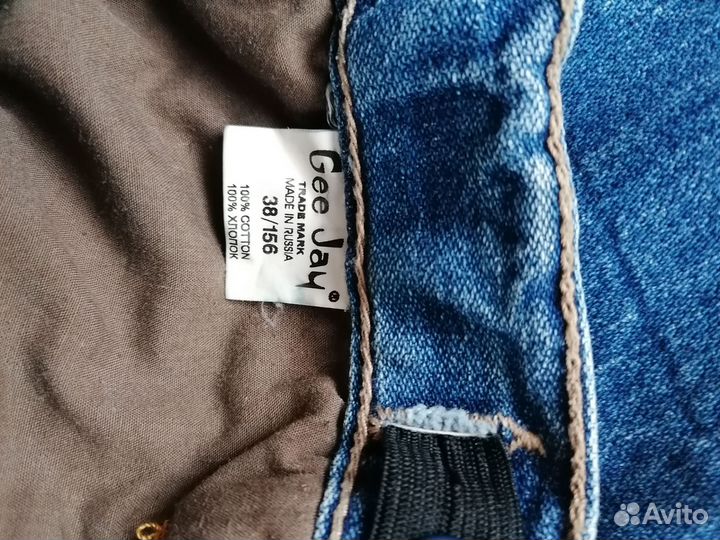 Gee Jay®
TRADE MARK
MADE IN RUSSIA
38/156
100% COTTON
100% ХЛОПОК
Avito